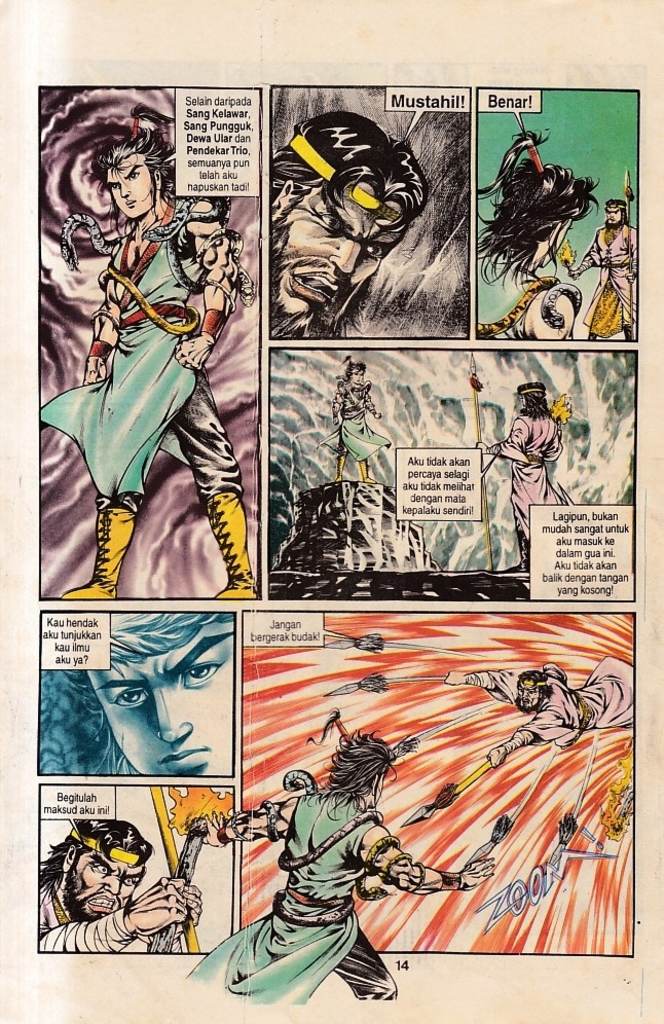 Selain daripada
Sang Kelawar,
Sang Pungguk,
Dewa Ular dan
Pendekar Trio,
semuanya pun
telah aku
hapuskan tadi!
Mustahil!
Benar!
Aku tidak akan
percaya selagi
aku tidak melihat
dengan mata
kepalaku sendiri!
Lagipun, bukan
mudah sangat untuk
aku masuk ke
dalam gua ini.
Aku tidak akan
balik dengan tangan
yang kosong!
Kau hendak
aku tunjukkan
kau ilmu
aku ya?
Begitulah
maksud aku ini!
Jangan
bergerak budak!
ZOOK!
14